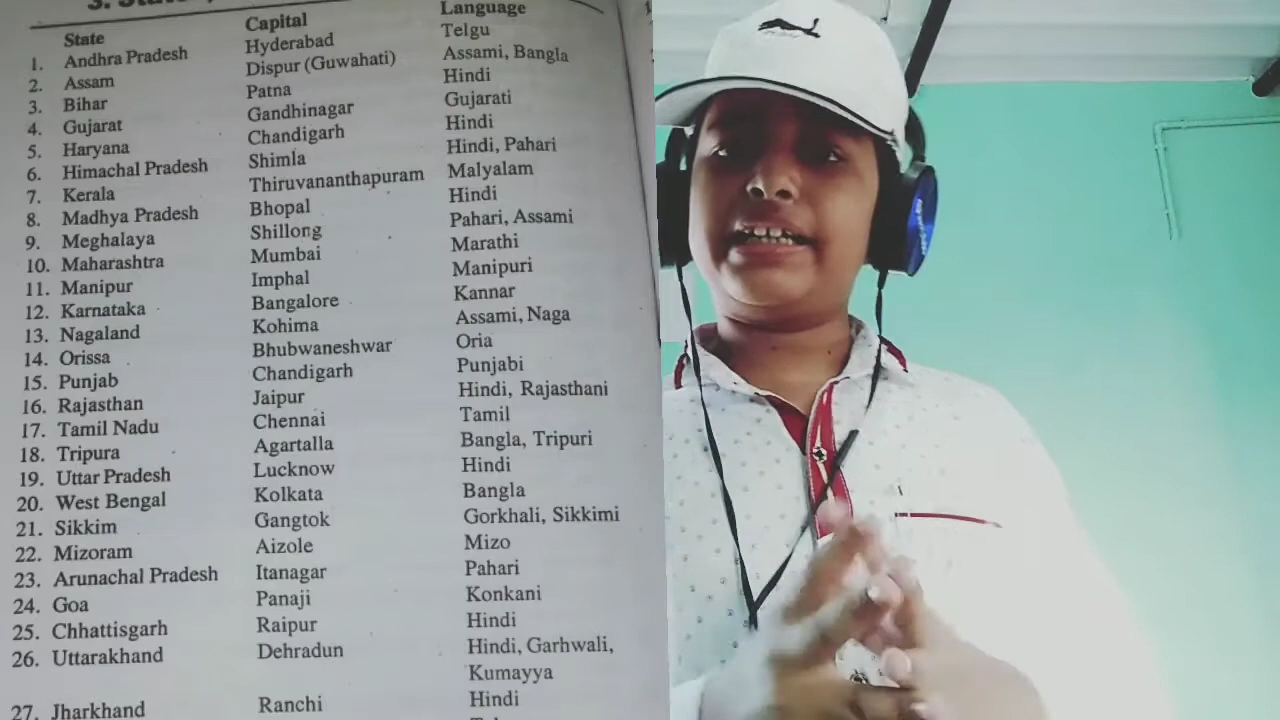 3. State
State Capital Language
1. Andhra Pradesh Hyderabad Telgu
2. Assam Dispur (Guwahati) Assami, Bangla
3. Bihar Patna Hindi
4. Gujarat Gandhinagar Gujarati
5. Haryana Chandigarh Hindi
6. Himachal Pradesh Shimla Hindi, Pahari
7. Kerala Thiruvananthapuram Malyalam
8. Madhya Pradesh Bhopal Hindi
9. Meghalaya Shillong Pahari, Assami
10. Maharashtra Mumbai Marathi
11. Manipur Imphal Manipuri
12. Karnataka Bangalore Kannar
13. Nagaland Kohima Assami, Naga
14. Orissa Bhubwaneshwar Oria
15. Punjab Chandigarh Punjabi
16. Rajasthan Jaipur Hindi, Rajasthani
17. Tamil Nadu Chennai Tamil
18. Tripura Agartalla Bangla, Tripuri
19. Uttar Pradesh Lucknow Hindi
20. West Bengal Kolkata Bangla
21. Sikkim Gangtok Gorkhali, Sikkimi
22. Mizoram Aizole Mizo
23. Arunachal Pradesh Itanagar Pahari
24. Goa Panaji Konkani
25. Chhattisgarh Raipur Hindi
26. Uttarakhand Dehradun Hindi, Garhwali,
Kumayya
27. Jharkhand Ranchi Hindi